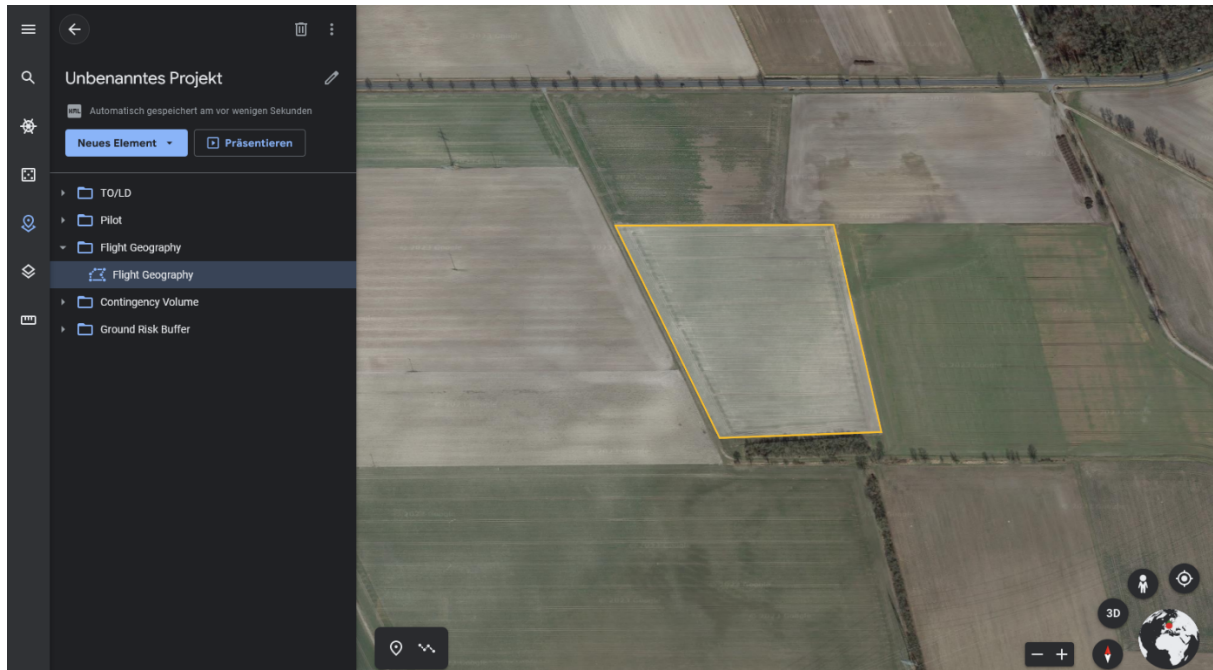 Unbenanntes Projekt
KML
Automatisch gespeichert am vor wenigen Sekunden
Neues Element
Präsentieren
TO/LD
Pilot
Flight Geography
Flight Geography
Contingency Volume
Ground Risk Buffer
3D